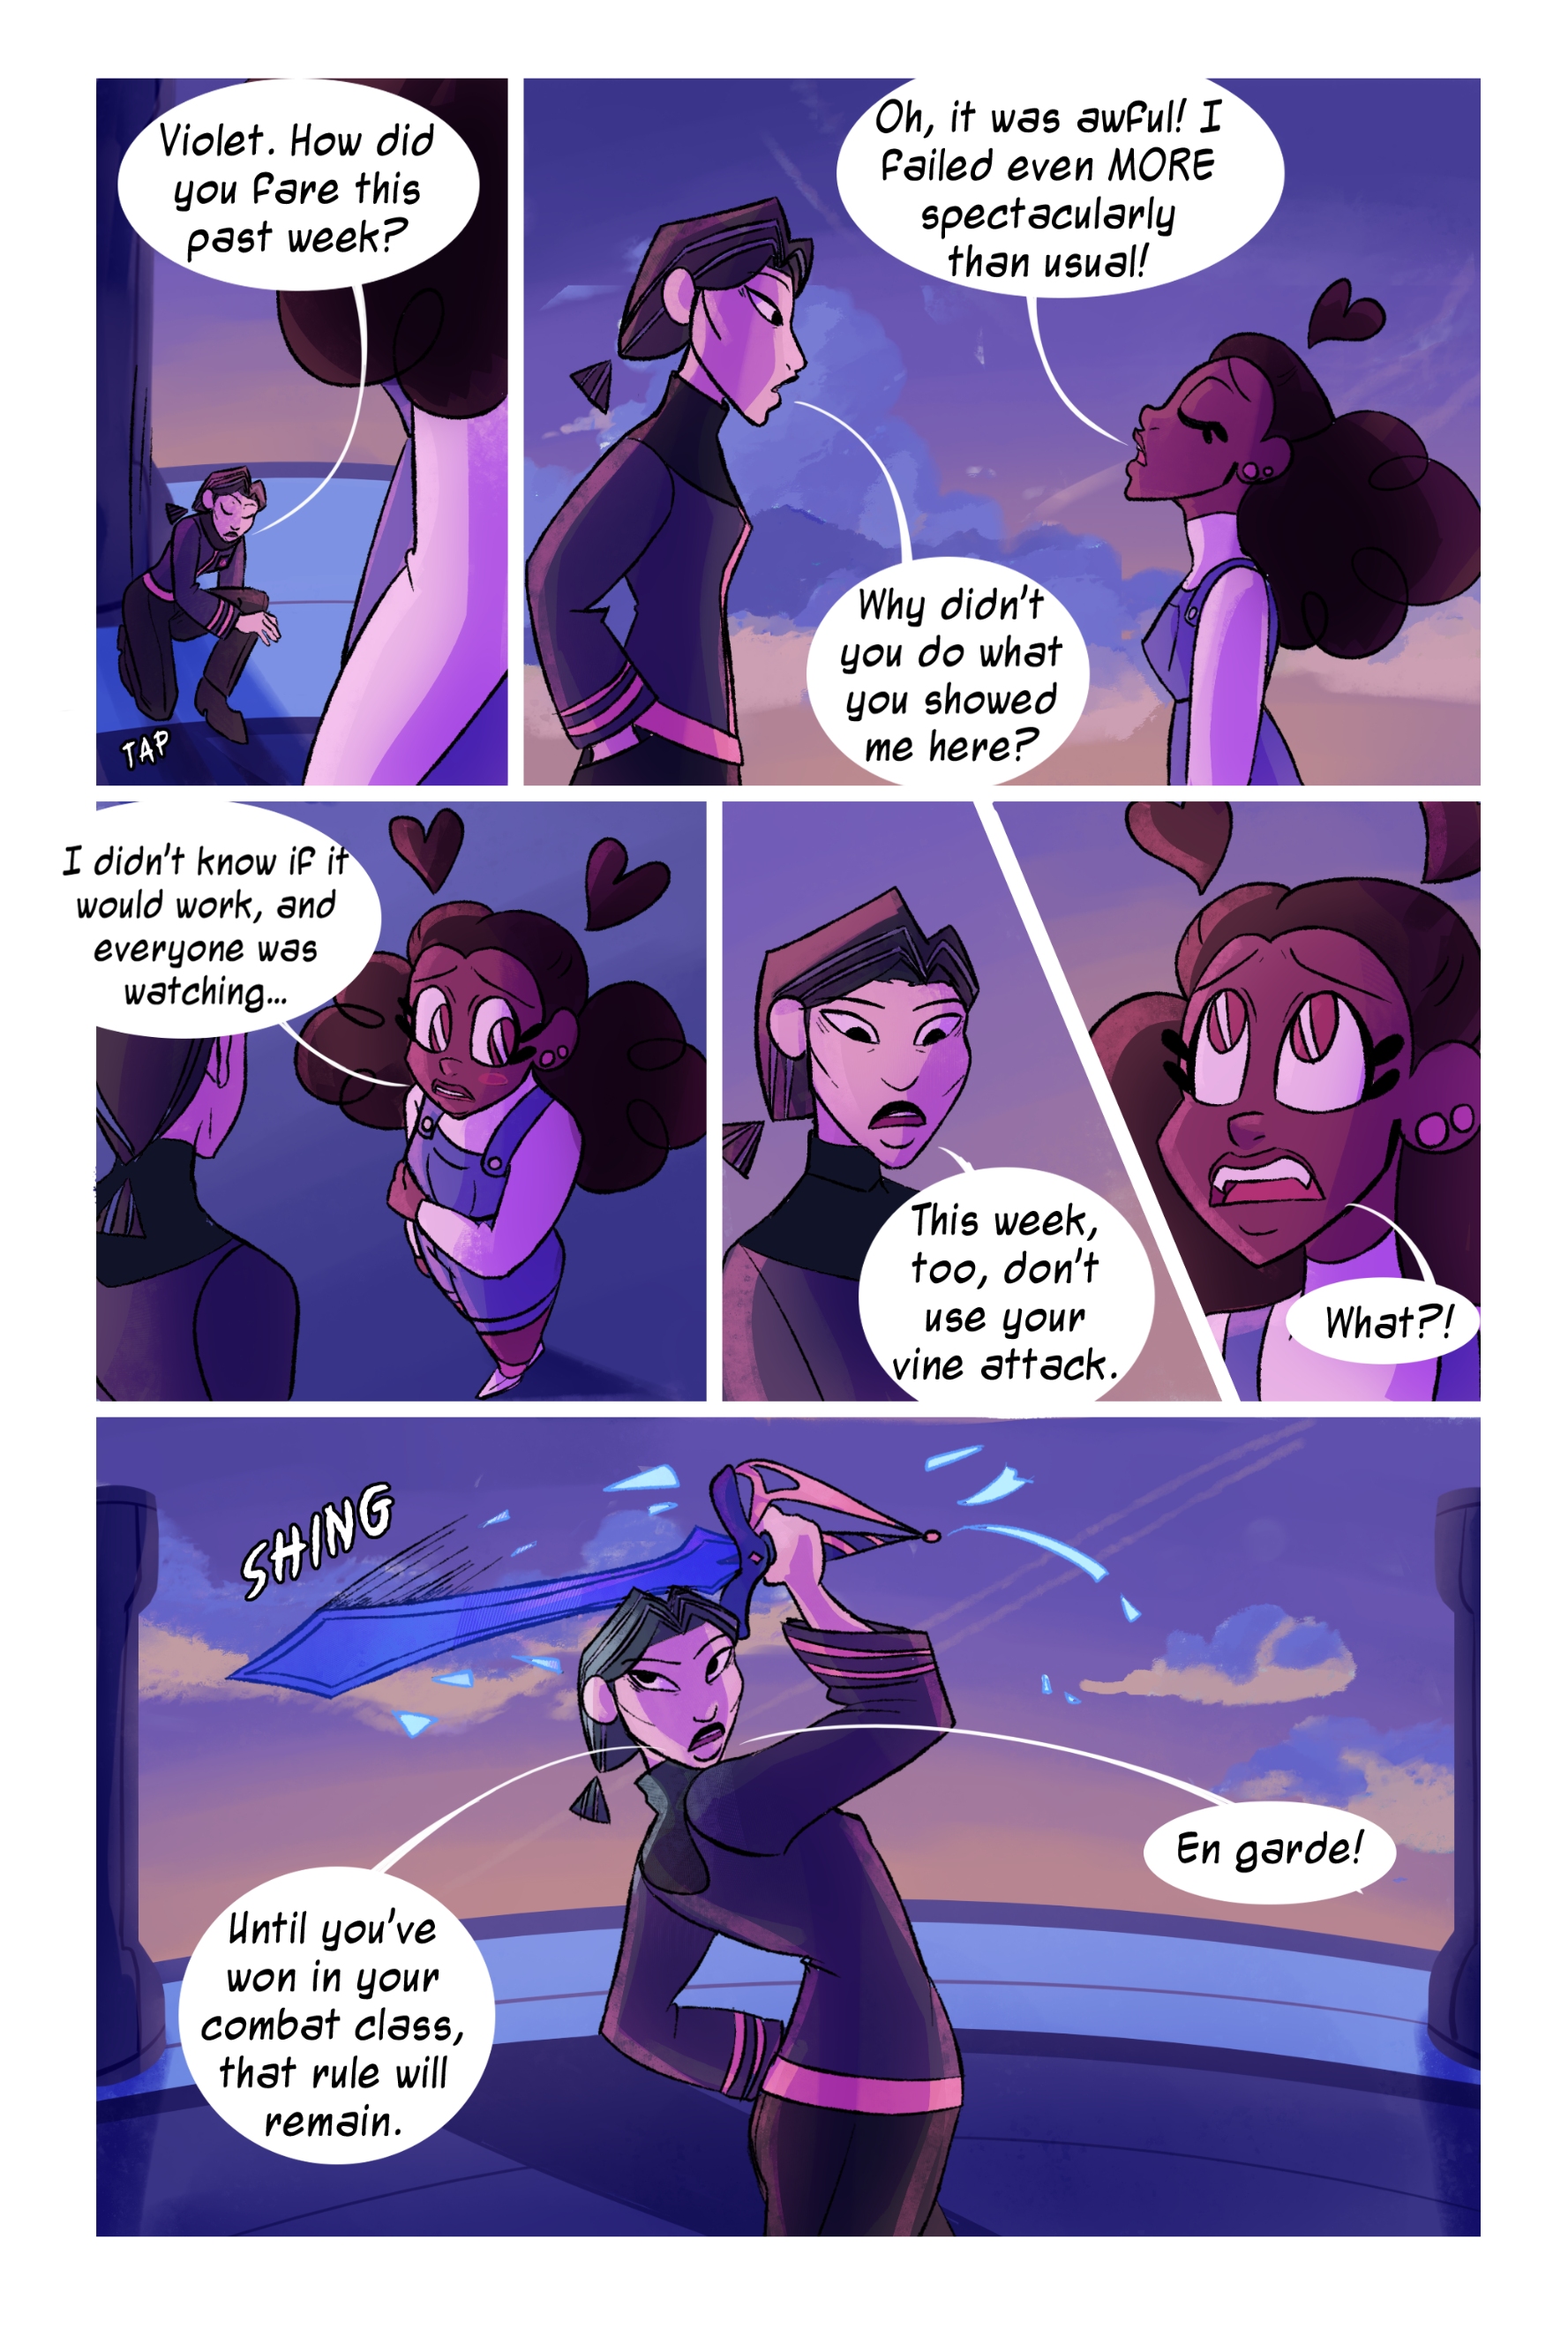 Violet. How did
you fare this
past week?
TAP
Oh, it was awful! I
failed even MORE
spectacularly
than usual!
Why didn't
you do what
you showed
me here?
I didn't know if it
would work, and
everyone was
watching...
This week,
too, don't
use your
vine attack.
What?!
SHING
Until you've
won in your
combat class,
that rule will
remain.
En garde!